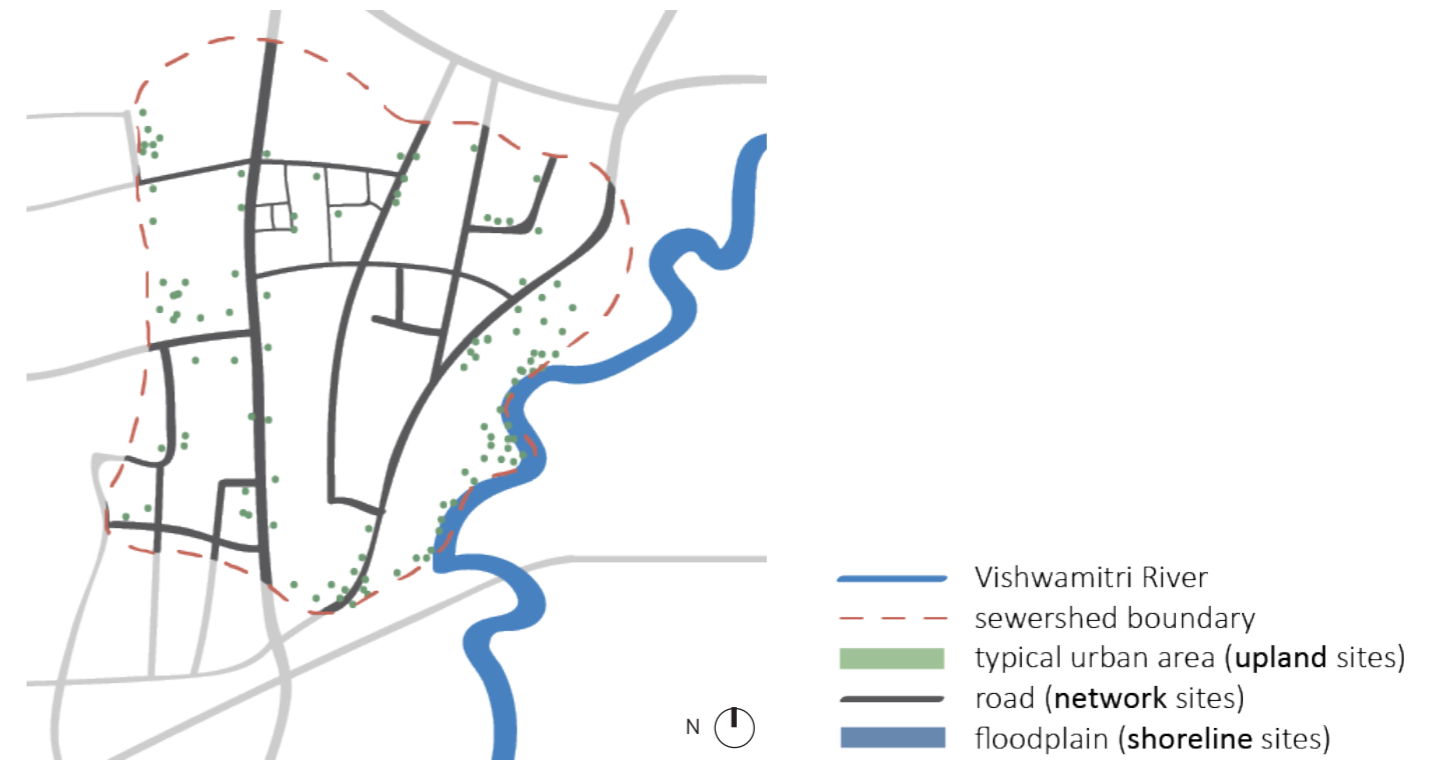 N
Vishwamitri River
sewershed boundary
typical urban area (upland sites)
road (network sites)
floodplain (shoreline sites)